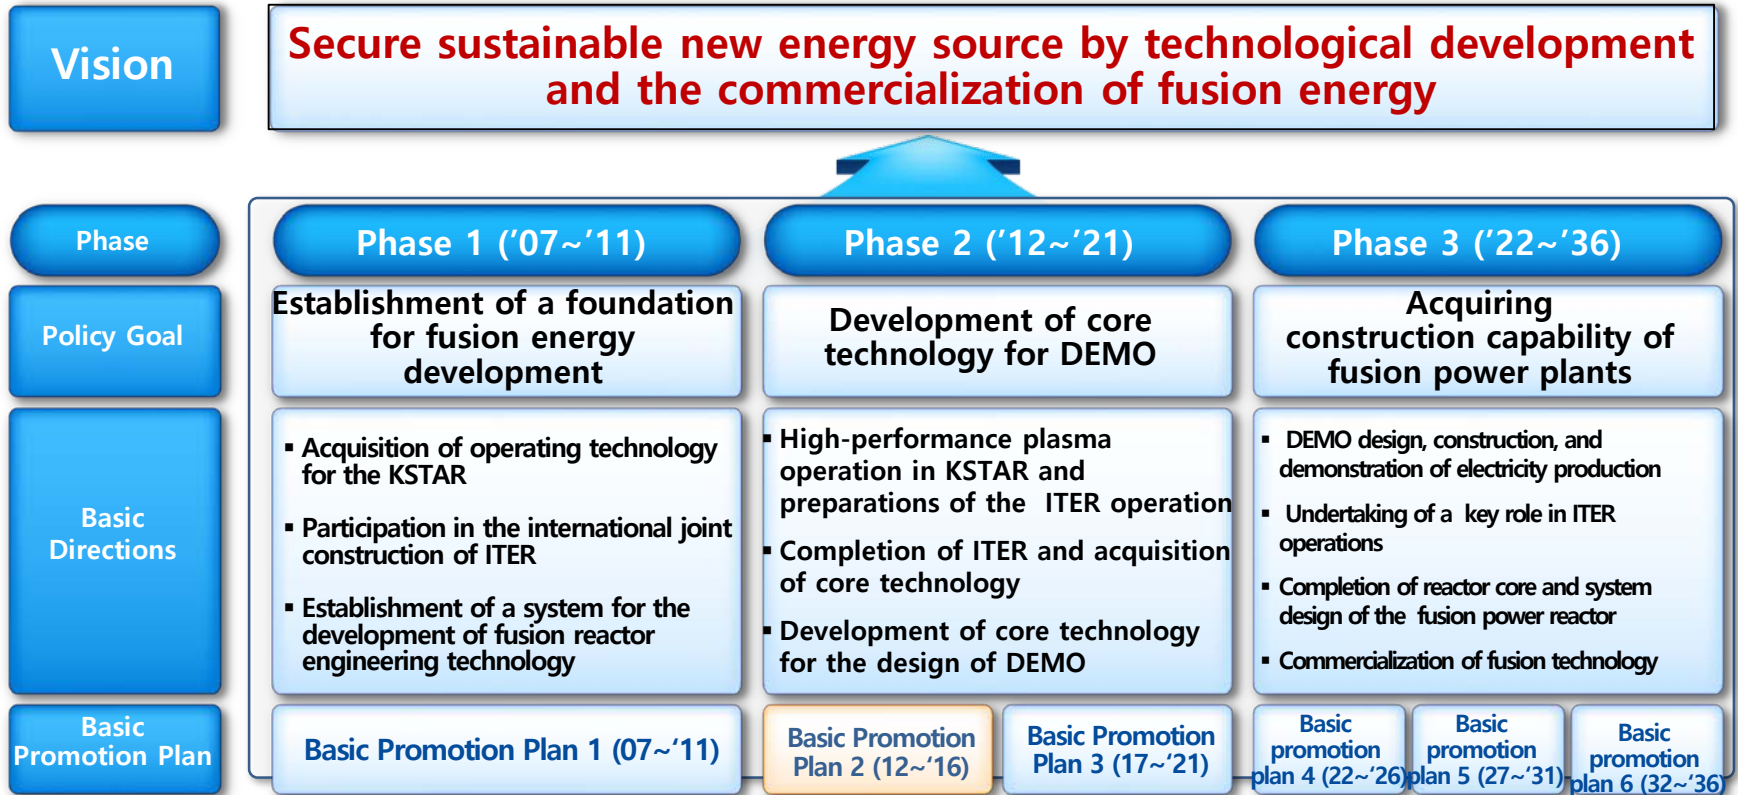 Vision
Secure sustainable new energy source by technological development
and the commercialization of fusion energy
Phase
Phase 1 (’07~’11)
Phase 2 (’12~’21)
Phase 3 (’22~’36)
Policy Goal
Establishment of a foundation
for fusion energy
development
Development of core
technology for DEMO
Acquiring
construction capability of
fusion power plants
Basic
Directions
▪ Acquisition of operating technology
for the KSTAR
▪ Participation in the international joint
construction of ITER
▪ Establishment of a system for the
development of fusion reactor
engineering technology
▪ High-performance plasma
operation in KSTAR and
preparations of the ITER operation
▪ Completion of ITER and acquisition
of core technology
▪ Development of core technology
for the design of DEMO
▪ DEMO design, construction, and
demonstration of electricity production
▪ Undertaking of a key role in ITER
operations
▪ Completion of reactor core and system
design of the fusion power reactor
▪ Commercialization of fusion technology
Basic
Promotion Plan
Basic Promotion Plan 1 (07~‘11)
Basic Promotion
Plan 2 (12~‘16)
Basic Promotion
Plan 3 (17~‘21)
Basic
promotion
plan 4 (22~‘26)
Basic
promotion
plan 5 (27~‘31)
Basic
promotion
plan 6 (32~‘36)